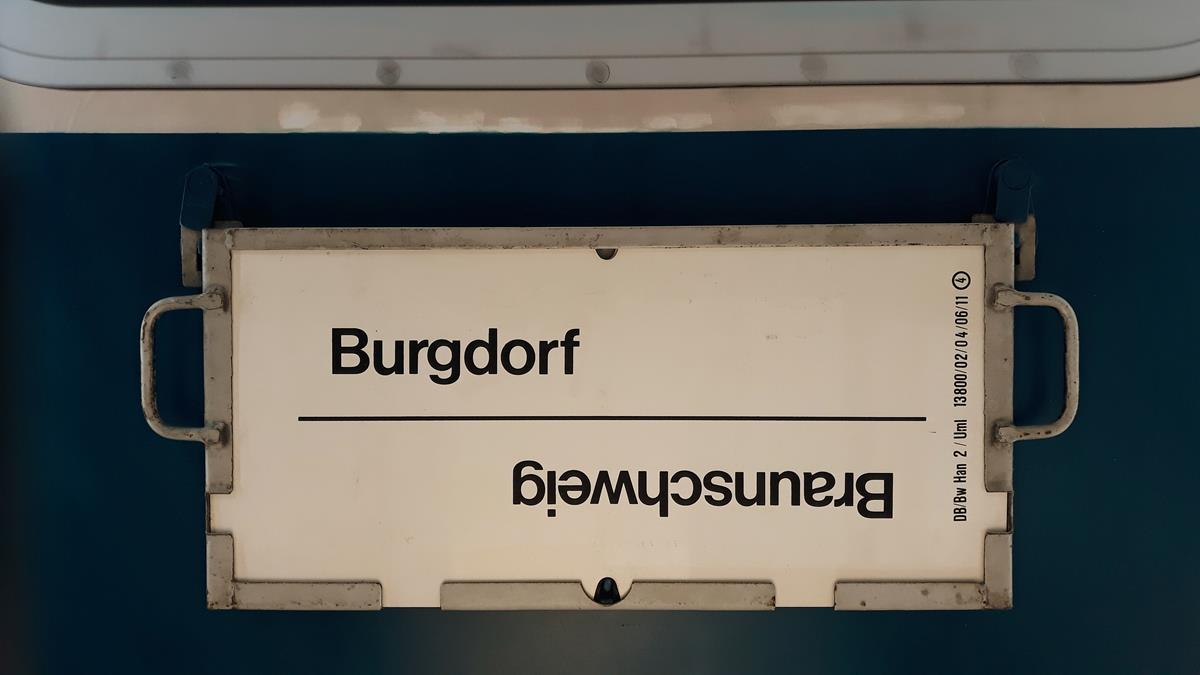 Burgdorf
Braunschweig
DB/Bw Han 2 / Uml 13800/02/04/06/11 ④